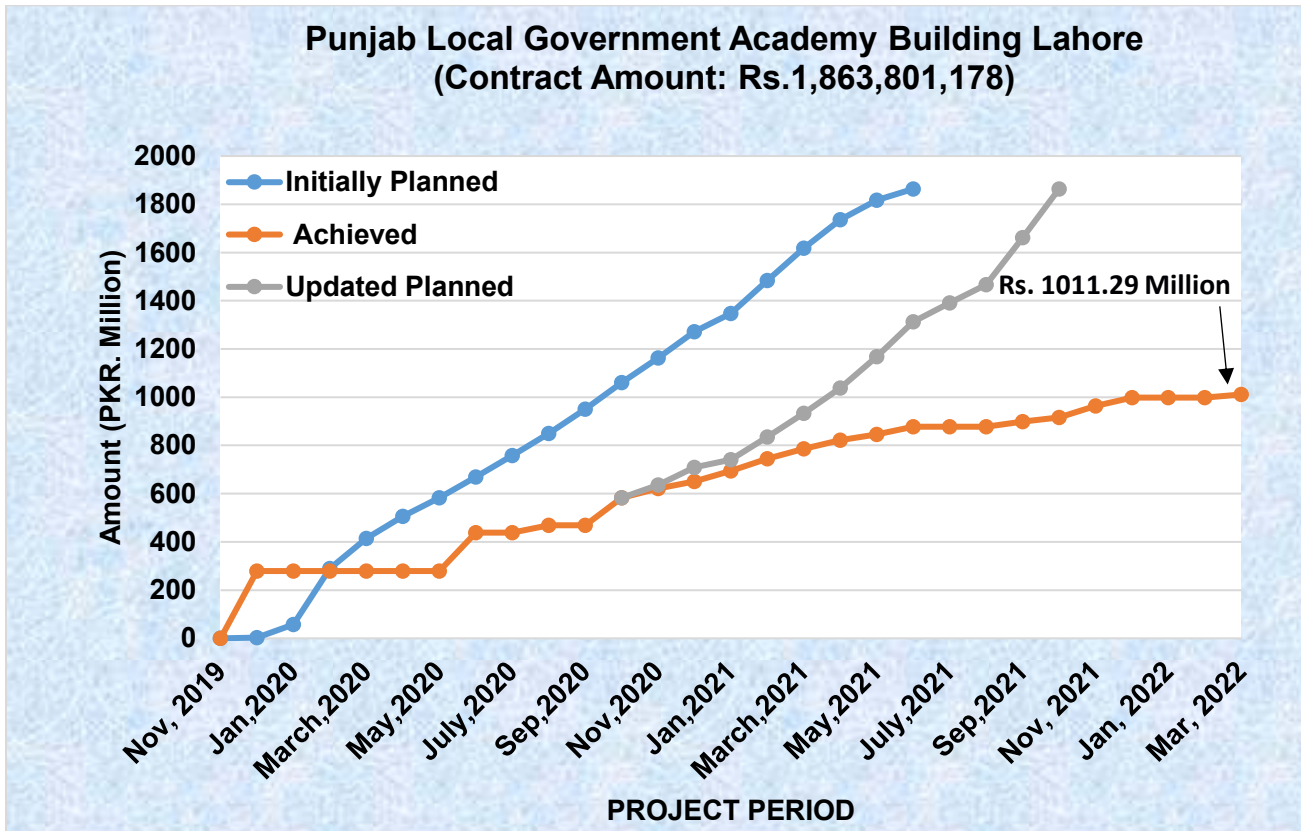 Punjab Local Government Academy Building Lahore
(Contract Amount: Rs.1,863,801,178)
2000
1800
1600
1400
1200
1000
800
600
400
200
0
Amount (PKR. Million)
Initially Planned
Achieved
Updated Planned
Rs. 1011.29 Million
Nov, 2019
Jan,2020
March,2020
May,2020
July,2020
Sep,2020
Nov,2020
Jan,2021
March,2021
May,2021
July,2021
Sep,2021
Nov, 2021
Jan, 2022
Mar, 2022
PROJECT PERIOD